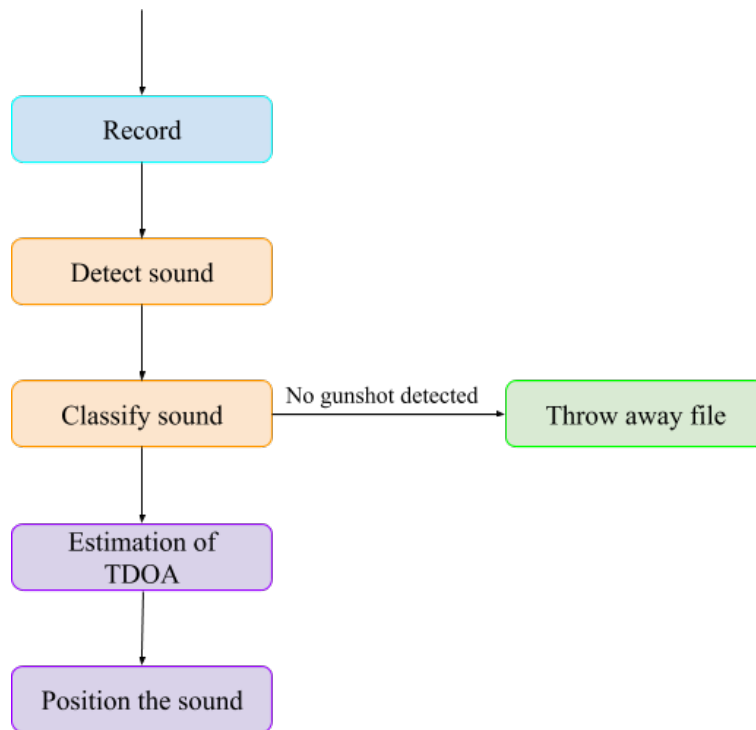 Record
Detect sound
Classify sound
No gunshot detected
Throw away file
Estimation of
TDOA
Position the sound